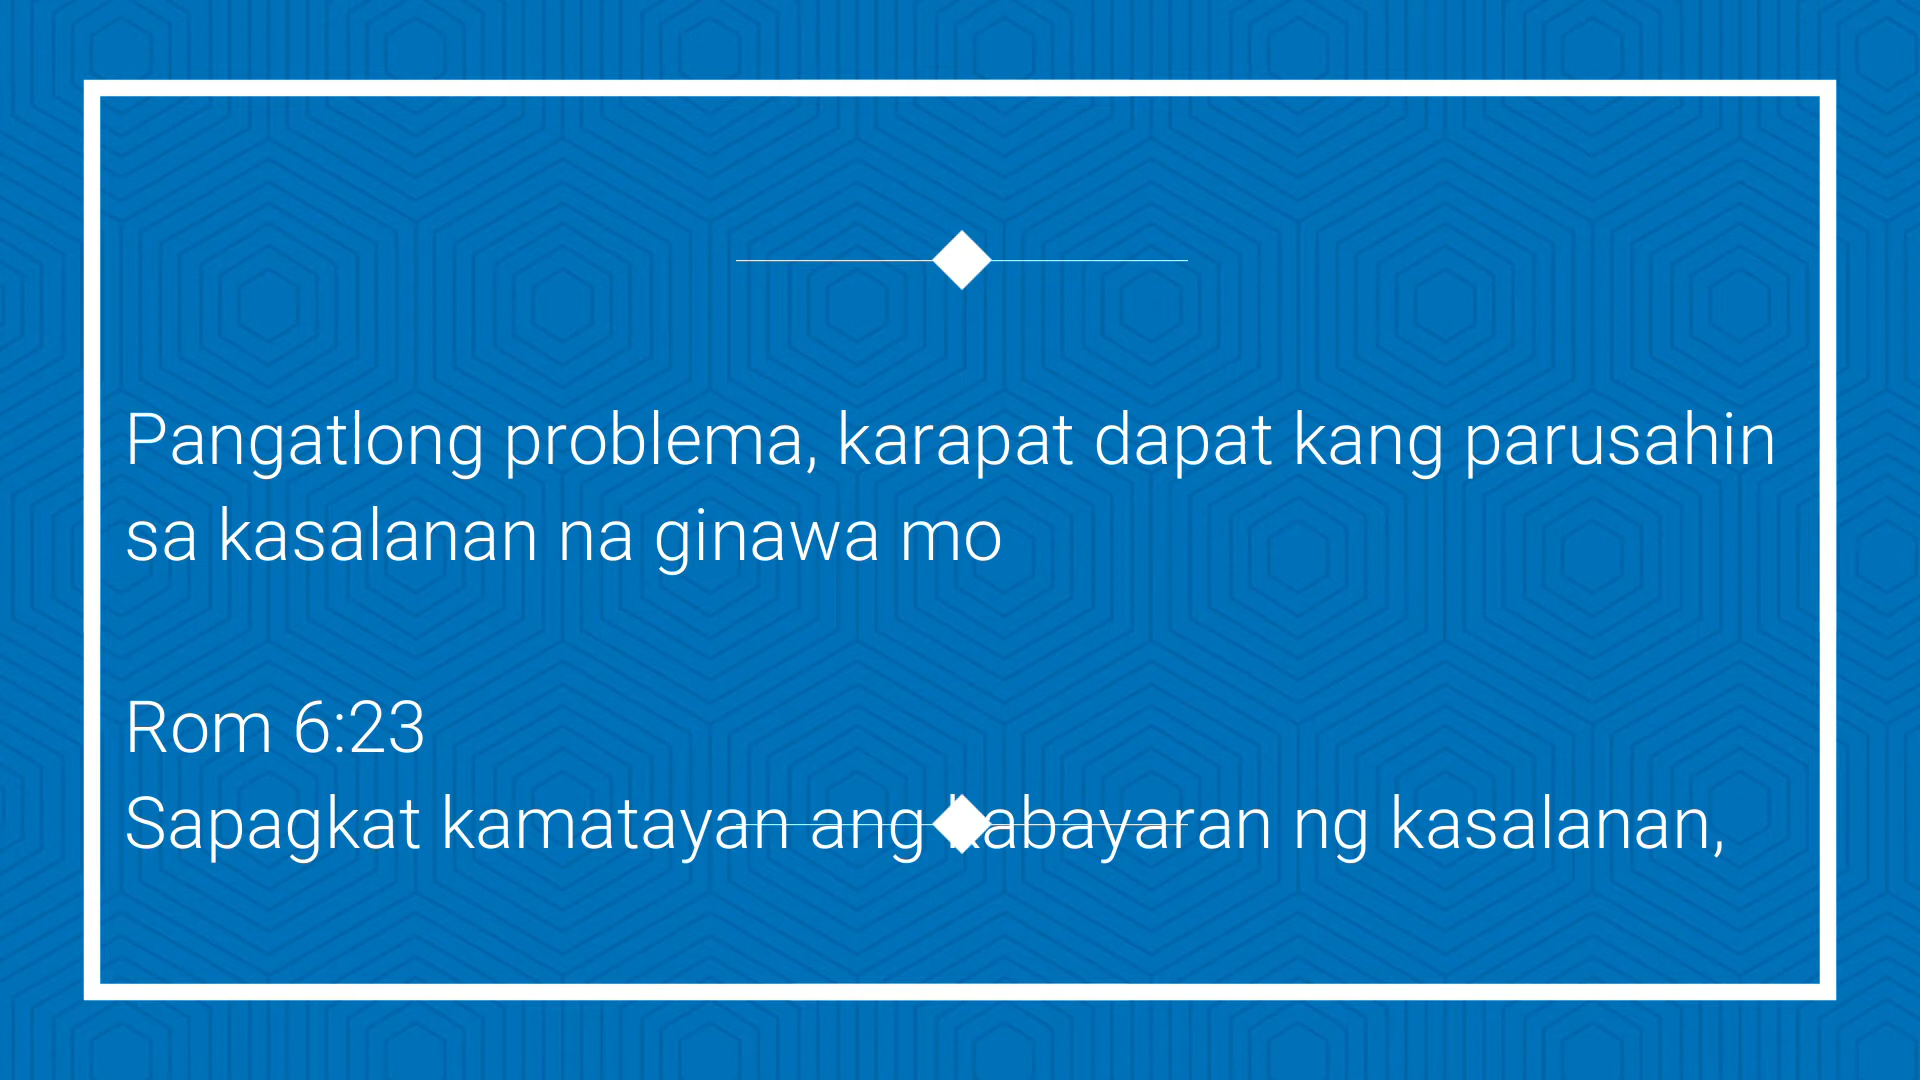 Pangatlong problema, karapat dapat kang parusahin
sa kasalanan na ginawa mo
Rom 6:23
Sapagkat kamatayan ang kabayaran ng kasalanan,